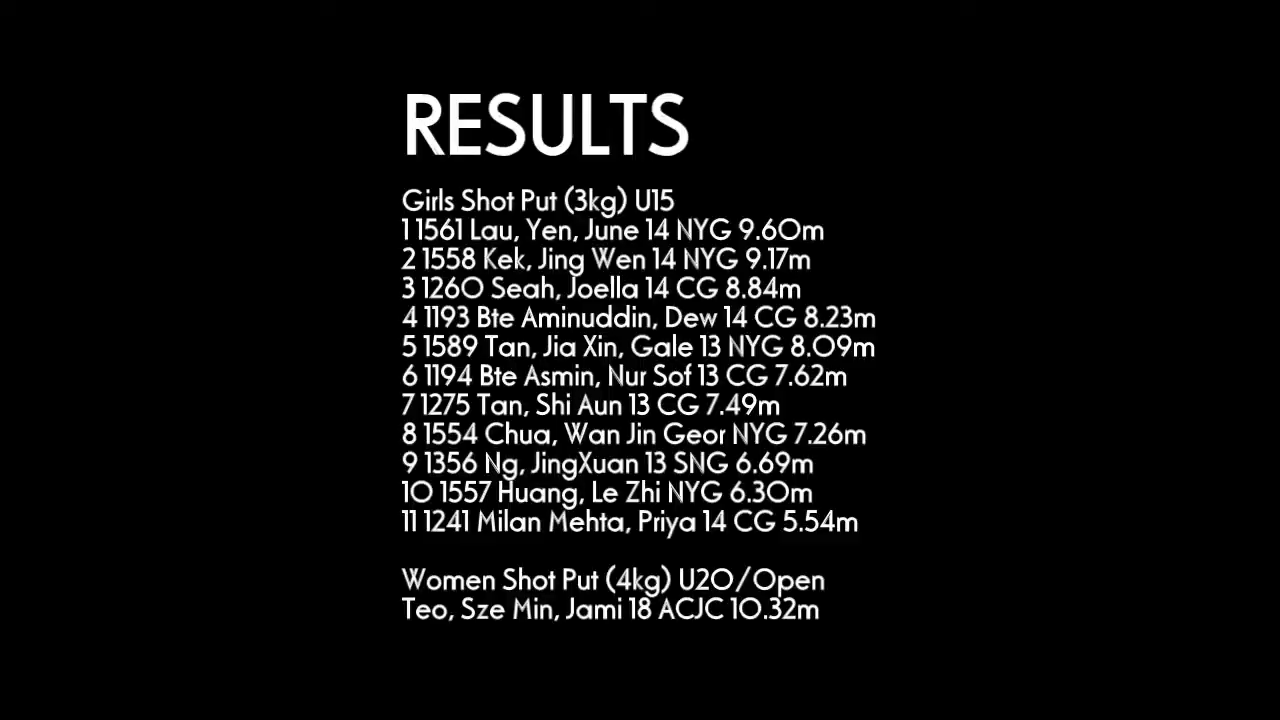 RESULTS
Girls Shot Put (3kg) U15
1 1561 Lau, Yen, June 14 NYG 9.60m
2 1558 Kek, Jing Wen 14 NYG 9.17m
3 1260 Seah, Joella 14 CG 8.84m
4 1193 Bte Aminuddin, Dew 14 CG 8.23m
5 1589 Tan, Jia Xin, Gale 13 NYG 8.09m
6 1194 Bte Asmin, Nur Sof 13 CG 7.62m
7 1275 Tan, Shi Aun 13 CG 7.49m
8 1554 Chua, Wan Jin Geor NYG 7.26m
9 1356 Ng, JingXuan 13 SNG 6.69m
10 1557 Huang, Le Zhi NYG 6.30m
11 1241 Milan Mehta, Priya 14 CG 5.54m
Women Shot Put (4kg) U20/Open
Teo, Sze Min, Jami 18 ACJC 10.32m